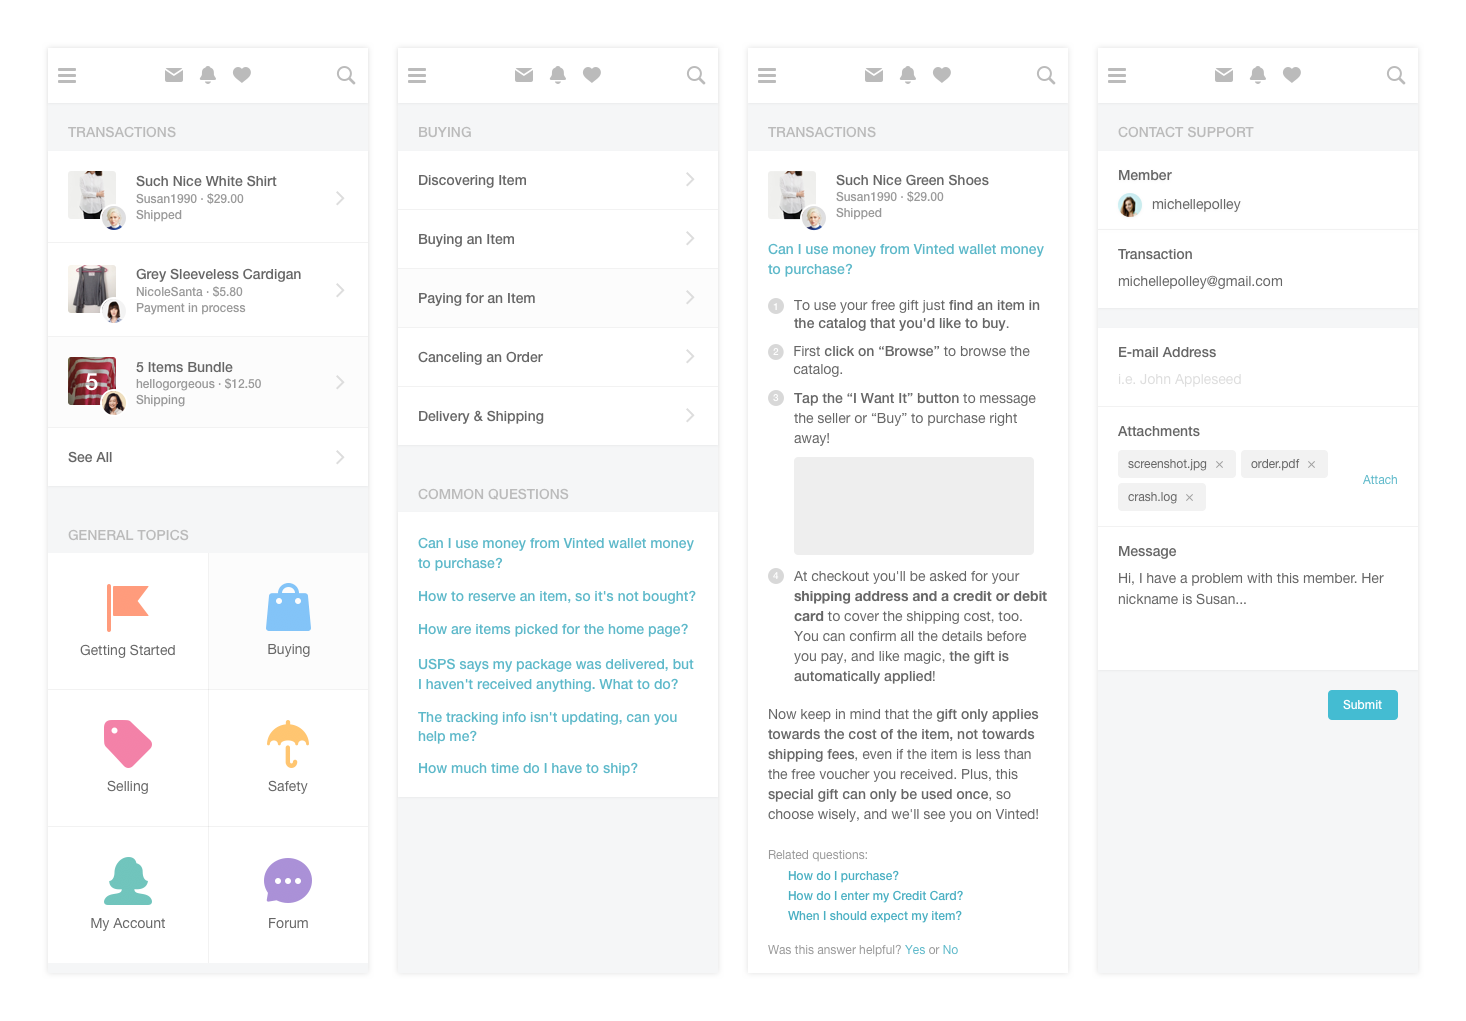 TRANSACTIONS
Such Nice White Shirt
Susan1990 · $29.00
Shipped
Grey Sleeveless Cardigan
NicoleSanta · $5.80
Payment in process
5
5 Items Bundle
hellogorgeous · $12.50
Shipping
See All
GENERAL TOPICS
Getting Started
Buying
Selling
Safety
My Account
Forum
BUYING
Discovering Item
Buying an Item
Paying for an Item
Canceling an Order
Delivery & Shipping
COMMON QUESTIONS
Can I use money from Vinted wallet money
to purchase?
How to reserve an item, so it's not bought?
How are items picked for the home page?
USPS says my package was delivered, but
I haven't received anything. What to do?
The tracking info isn't updating, can you
help me?
How much time do I have to ship?
TRANSACTIONS
Such Nice Green Shoes
Susan1990 · $29.00
Shipped
Can I use money from Vinted wallet money
to purchase?
1 To use your free gift just find an item in
the catalog that you'd like to buy.
2 First click on “Browse” to browse the
catalog.
3 Tap the “I Want It” button to message
the seller or “Buy” to purchase right
away!
4 At checkout you'll be asked for your
shipping address and a credit or debit
card to cover the shipping cost, too.
You can confirm all the details before
you pay, and like magic, the gift is
automatically applied!
Now keep in mind that the gift only applies
towards the cost of the item, not towards
shipping fees, even if the item is less than
the free voucher you received. Plus, this
special gift can only be used once, so
choose wisely, and we'll see you on Vinted!
Related questions:
How do I purchase?
How do I enter my Credit Card?
When I should expect my item?
Was this answer helpful? Yes or No
CONTACT SUPPORT
Member
michellepolley
Transaction
michellepolley@gmail.com
E-mail Address
i.e. John Appleseed
Attachments
screenshot.jpg ×
order.pdf ×
crash.log ×
Attach
Message
Hi, I have a problem with this member. Her
nickname is Susan...
Submit